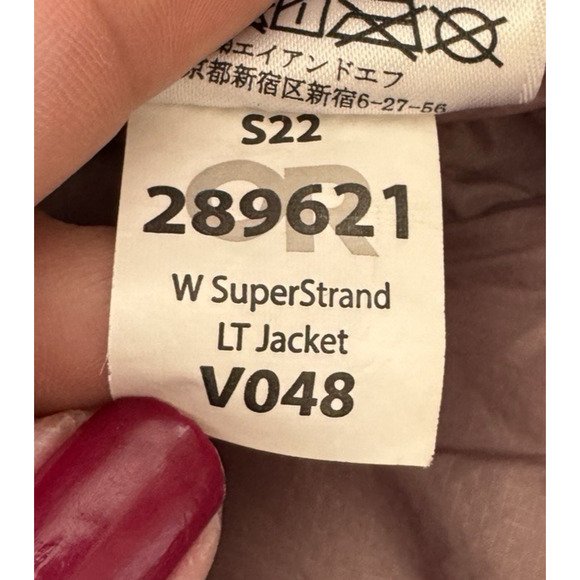 エイアンドエフ
京都新宿区新宿6-27-56
S22
OR
289621
W SuperStrand
LT Jacket
V048